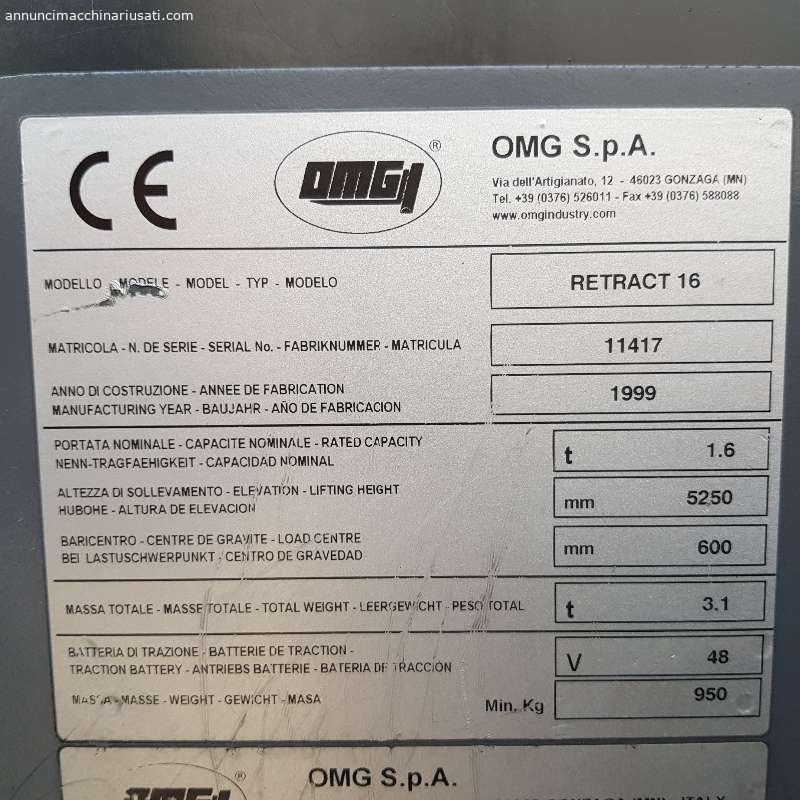 annuncimacchinariusati.com
CE
OMG
®
OMG S.p.A.
Via dell'Artigianato, 12 - 46023 GONZAGA (MN)
Tel. +39 (0376) 526011 - Fax +39 (0376) 588088
www.omgindustry.com
MODELLO - MODELE - MODEL - TYP - MODELO
RETRACT 16
MATRICOLA - N. DE SERIE - SERIAL No. - FABRIKNUMMER - MATRICULA
11417
ANNO DI COSTRUZIONE - ANNEE DE FABRICATION
MANUFACTURING YEAR - BAUJAHR - AÑO DE FABRICACION
1999
PORTATA NOMINALE - CAPACITE NOMINALE - RATED CAPACITY
NENN-TRAGFAEHIGKEIT - CAPACIDAD NOMINAL
t 1.6
ALTEZZA DI SOLLEVAMENTO - ELEVATION - LIFTING HEIGHT
HUBOHE - ALTURA DE ELEVACION
mm 5250
BARICENTRO - CENTRE DE GRAVITE - LOAD CENTRE
BEI LASTUSCHWERPUNKT - CENTRO DE GRAVEDAD
mm 600
MASSA TOTALE - MASSE TOTALE - TOTAL WEIGHT - LEERGEWICHT - PESO TOTAL
t 3.1
BATTERIA DI TRAZIONE - BATTERIE DE TRACTION -
TRACTION BATTERY - ANTRIEBS BATTERIE - BATERIA DE TRACCIÓN
V 48
MASSA - MASSE - WEIGHT - GEWICHT - MASA
Min. Kg 950
OMG
®
OMG S.p.A.